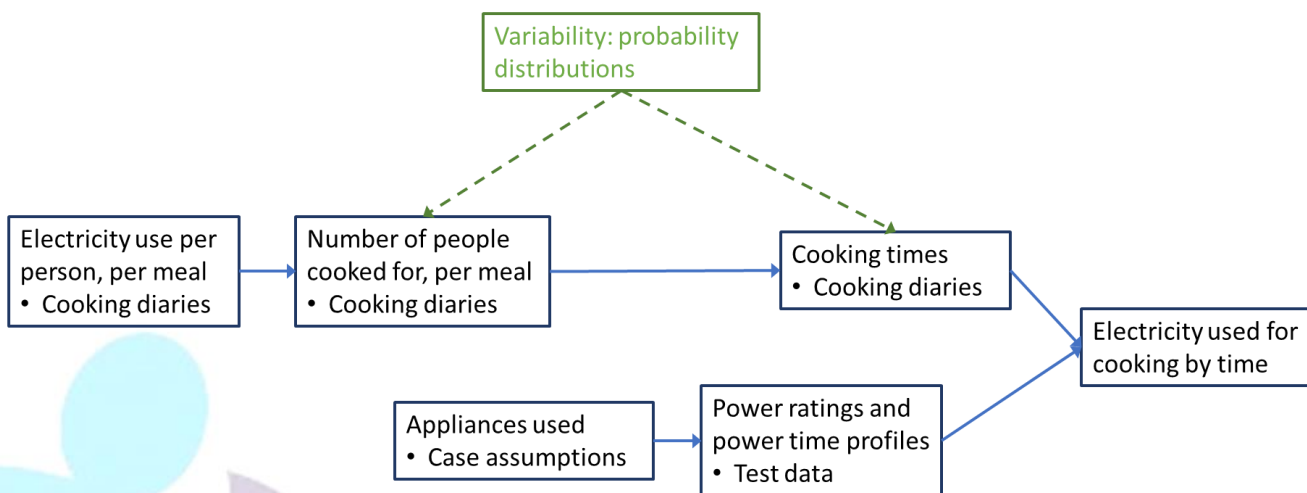 Variability: probability
distributions
Electricity use per
person, per meal
• Cooking diaries
Number of people
cooked for, per meal
• Cooking diaries
Cooking times
• Cooking diaries
Electricity used for
cooking by time
Appliances used
• Case assumptions
Power ratings and
power time profiles
• Test data